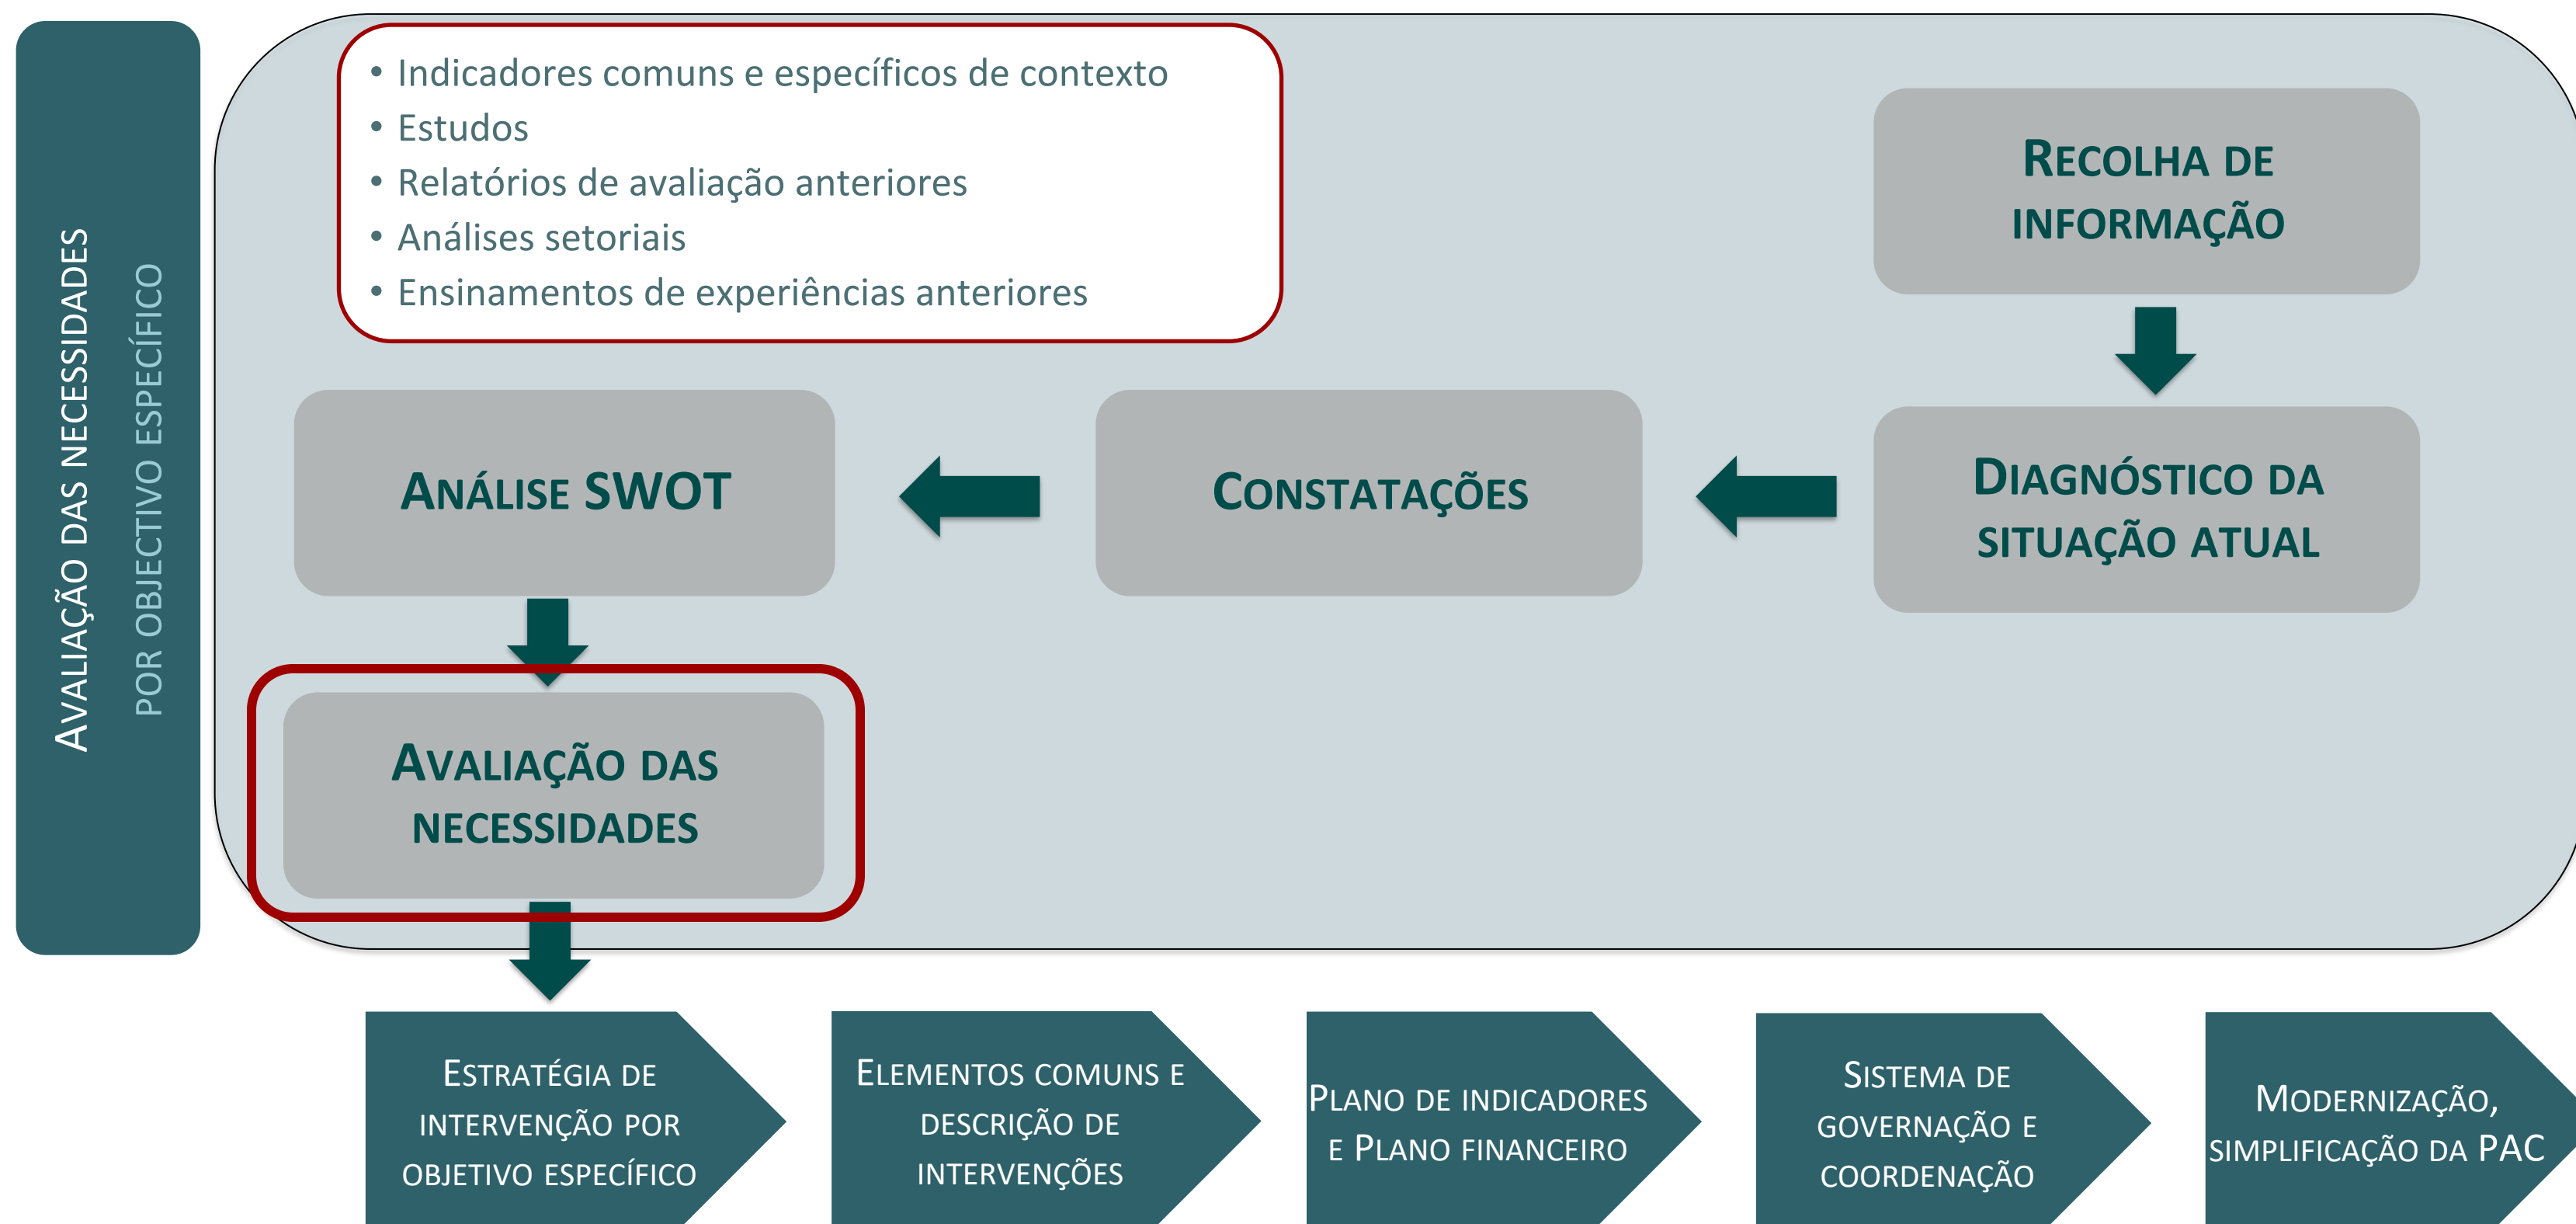 AVALIAÇÃO DAS NECESSIDADES
POR OBJECTIVO ESPECÍFICO
• Indicadores comuns e específicos de contexto
• Estudos
• Relatórios de avaliação anteriores
• Análises setoriais
• Ensinamentos de experiências anteriores
RECOLHA DE
INFORMAÇÃO
DIAGNÓSTICO DA
SITUAÇÃO ATUAL
CONSTATAÇÕES
ANÁLISE SWOT
AVALIAÇÃO DAS
NECESSIDADES
ESTRATÉGIA DE
INTERVENÇÃO POR
OBJETIVO ESPECÍFICO
ELEMENTOS COMUNS E
DESCRIÇÃO DE
INTERVENÇÕES
PLANO DE INDICADORES
E PLANO FINANCEIRO
SISTEMA DE
GOVERNAÇÃO E
COORDENAÇÃO
MODERNIZAÇÃO,
SIMPLIFICAÇÃO DA PAC